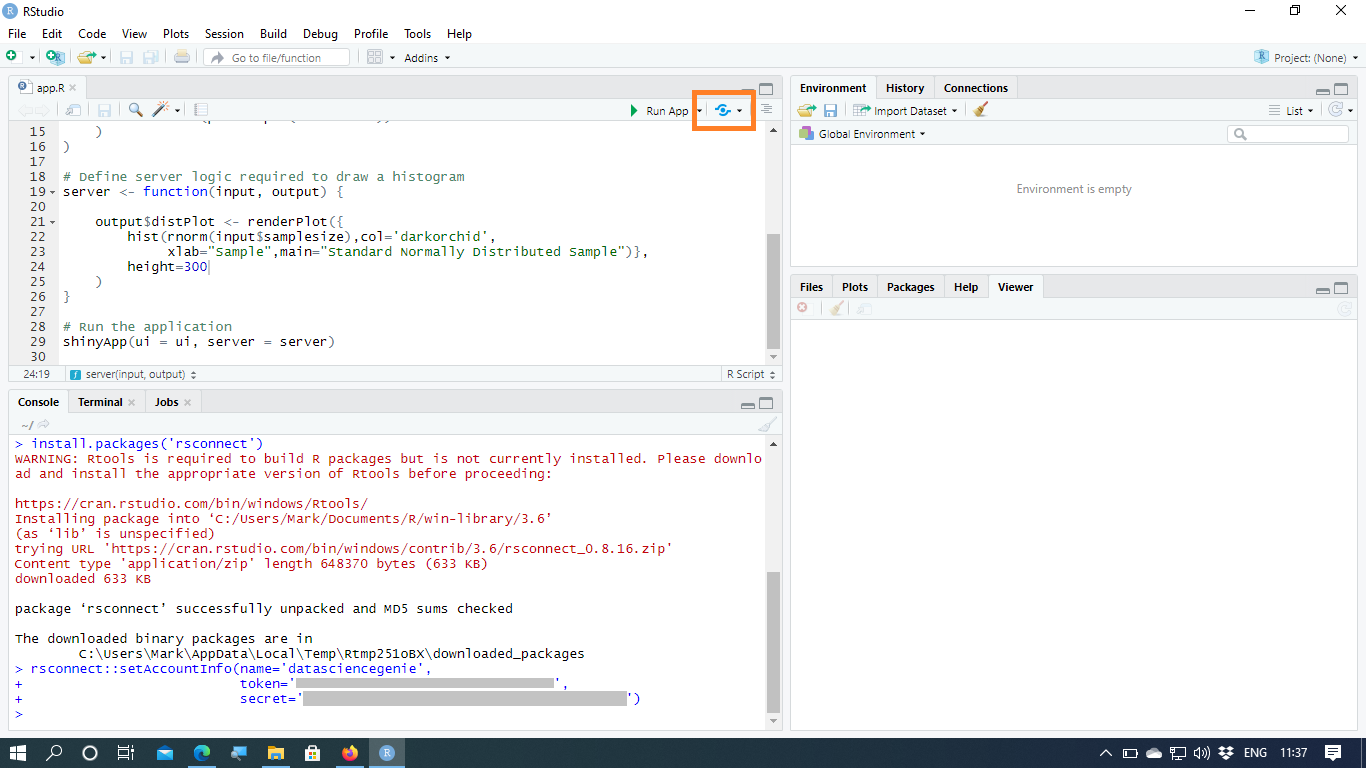 RStudio
File Edit Code View Plots Session Build Debug Profile Tools Help
Go to file/function Addins Project: (None)
app.R
Run App
15 )
16 )
17
18 # Define server logic required to draw a histogram
19 server <- function(input, output) {
20
21 output$distPlot <- renderPlot({
22 hist(rnorm(input$samplesize),col='darkorchid',
23 xlab="Sample",main="Standard Normally Distributed Sample")},
24 height=300
25 )
26 }
27
28 # Run the application
29 shinyApp(ui = ui, server = server)
30
24:19 server(input, output) R Script
Console Terminal Jobs
~/
> install.packages('rsconnect')
WARNING: Rtools is required to build R packages but is not currently installed. Please downlo
ad and install the appropriate version of Rtools before proceeding:
https://cran.rstudio.com/bin/windows/Rtools/
Installing package into ‘C:/Users/Mark/Documents/R/win-library/3.6’
(as ‘lib’ is unspecified)
trying URL 'https://cran.rstudio.com/bin/windows/contrib/3.6/rsconnect_0.8.16.zip'
Content type 'application/zip' length 648370 bytes (633 KB)
downloaded 633 KB
package ‘rsconnect’ successfully unpacked and MD5 sums checked
The downloaded binary packages are in
C:\Users\Mark\AppData\Local\Temp\Rtmp251oBX\downloaded_packages
> rsconnect::setAccountInfo(name='datasciencegenie',
+ token='',
+ secret='')
>
Environment History Connections
Import Dataset List
Global Environment
Environment is empty
Files Plots Packages Help Viewer
ENG 11:37